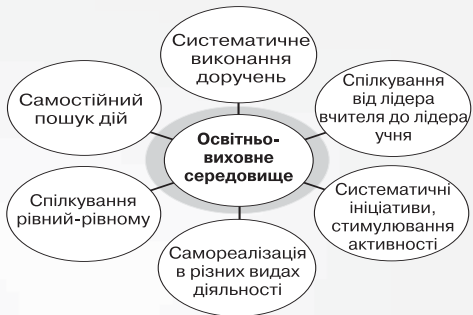 Систематичне
виконання
доручень
Самостійний
пошук дій
Спілкування
від лідера
вчителя до лідера
учня
Освітньо-
виховне
середовище
Спілкування
рівний-рівному
Систематичні
ініціативи,
стимулювання
активності
Самореалізація
в різних видах
діяльності